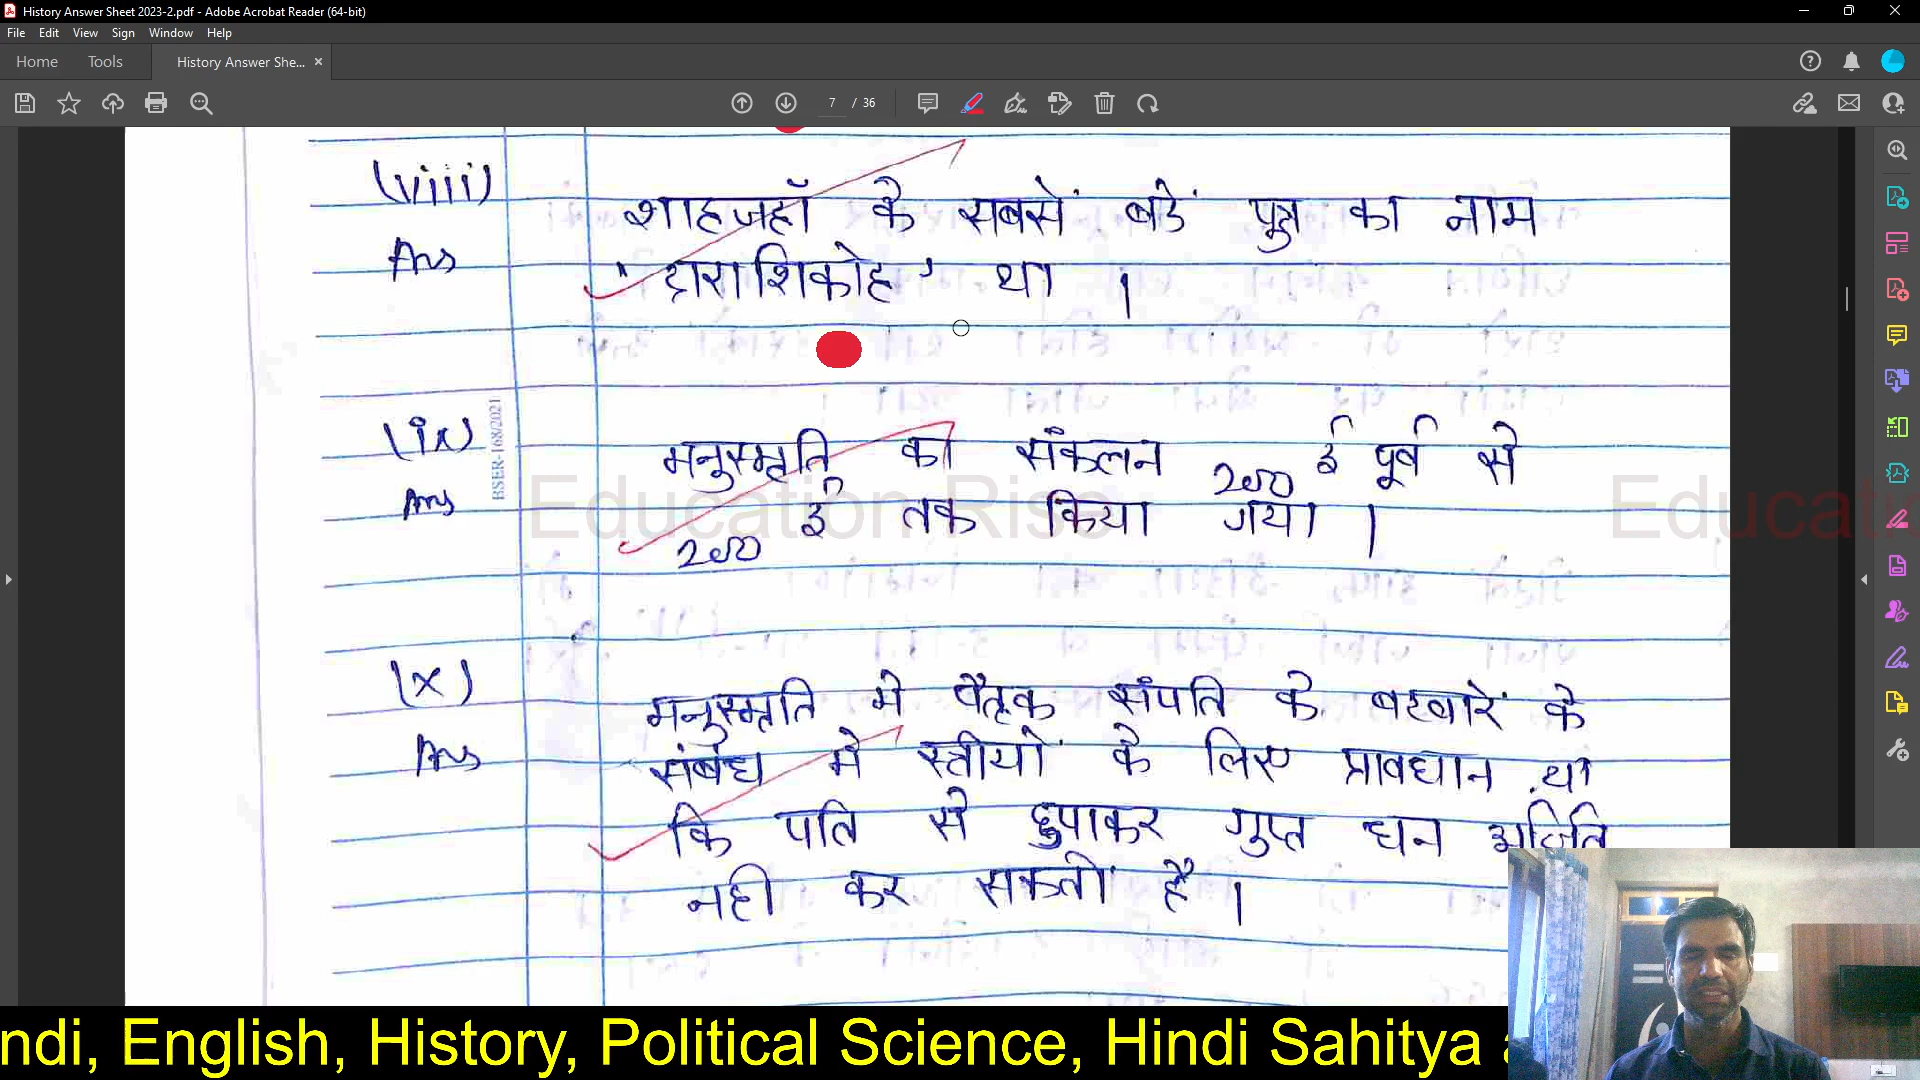 History Answer Sheet 2023-2.pdf - Adobe Acrobat Reader (64-bit)
File Edit View Sign Window Help
Home Tools History Answer She... ×
7 / 36
(viii) शाहजहाँ के सबसें बडें पुत्र का नाम
Ans ' दाराशिकोह ' था ।
(ix) मनुस्मृति का संकलन 200 ई पूर्व से
Ans 200 ई तक किया गया ।
BSER-168/2021
Education Rise
Educat
(x) मनुस्मृति मे पैतृक संपति के बटवारें के
Ans संबंध मे स्त्रीयों के लिए प्रावधान था
कि पति से छुपाकर गुप्त धन अर्जिति
नही कर सकती है ।
ndi, English, History, Political Science, Hindi Sahitya a